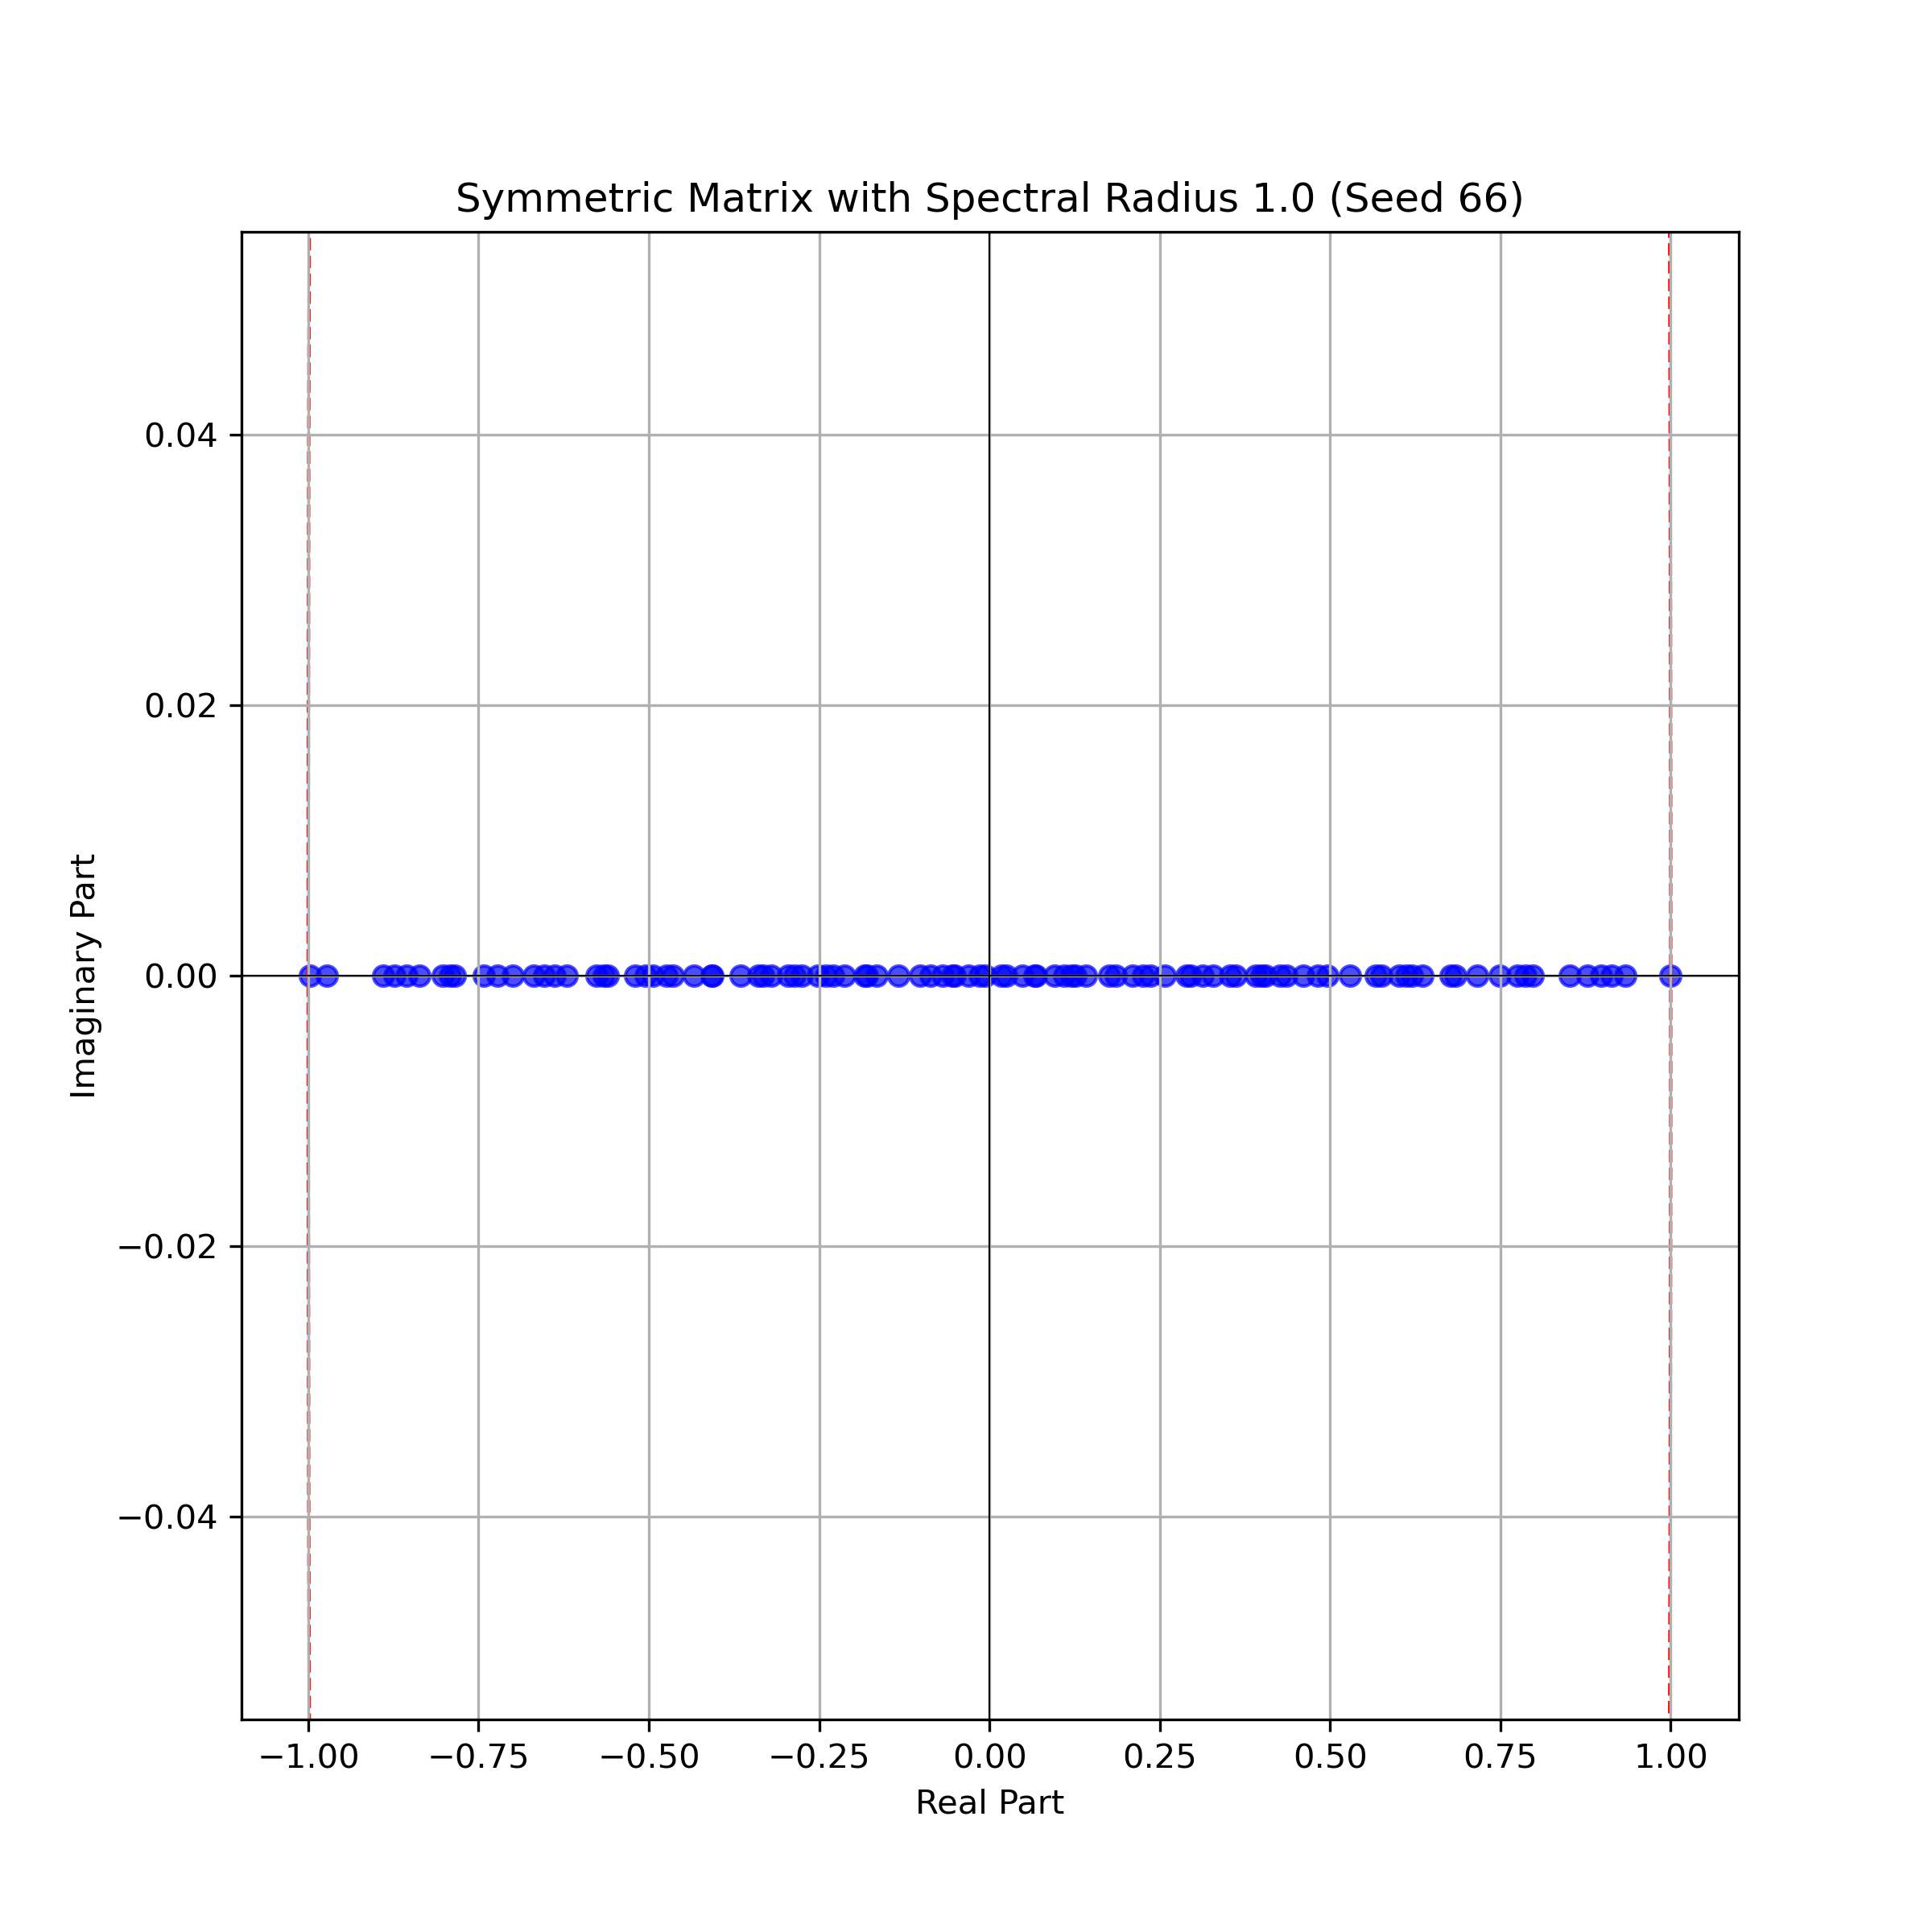 Symmetric Matrix with Spectral Radius 1.0 (Seed 66)
Imaginary Part
0.04
0.02
0.00
−0.02
−0.04
−1.00 −0.75 −0.50 −0.25 0.00 0.25 0.50 0.75 1.00
Real Part